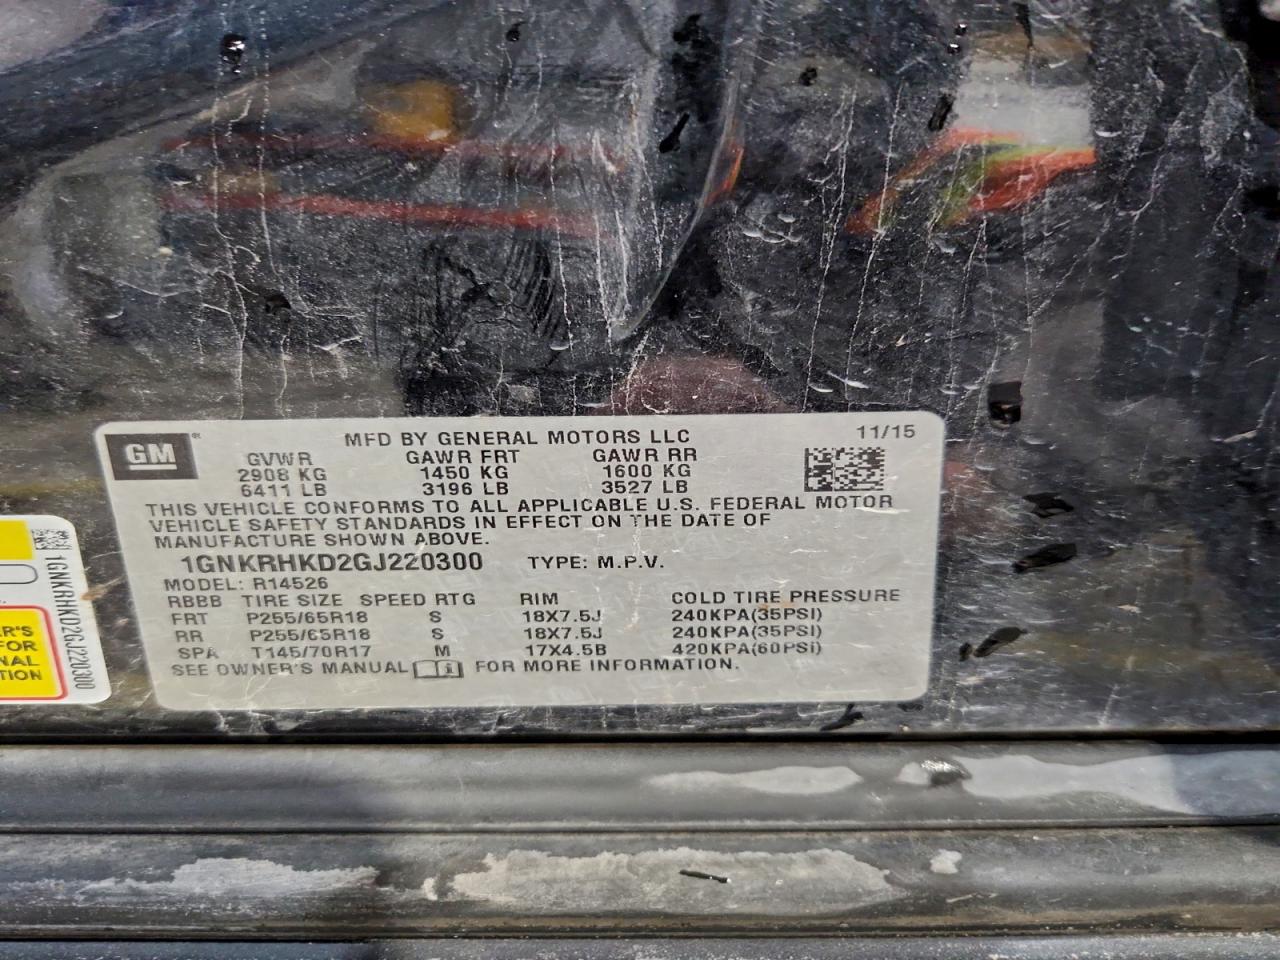 GM
MFD BY GENERAL MOTORS LLC 11/15
GVWR GAWR FRT GAWR RR
2908 KG 1450 KG 1600 KG
6411 LB 3196 LB 3527 LB
THIS VEHICLE CONFORMS TO ALL APPLICABLE U.S. FEDERAL MOTOR
VEHICLE SAFETY STANDARDS IN EFFECT ON THE DATE OF
MANUFACTURE SHOWN ABOVE.
1GNKRHKD2GJ220300 TYPE: M.P.V.
MODEL: R14526
RBBB TIRE SIZE SPEED RTG RIM COLD TIRE PRESSURE
FRT P255/65R18 S 18X7.5J 240KPA(35PSI)
RR P255/65R18 S 18X7.5J 240KPA(35PSI)
SPA T145/70R17 M 17X4.5B 420KPA(60PSI)
SEE OWNER'S MANUAL FOR MORE INFORMATION.
1GNKRHKD2GJ220300
ER'S
FOR
NAL
TION